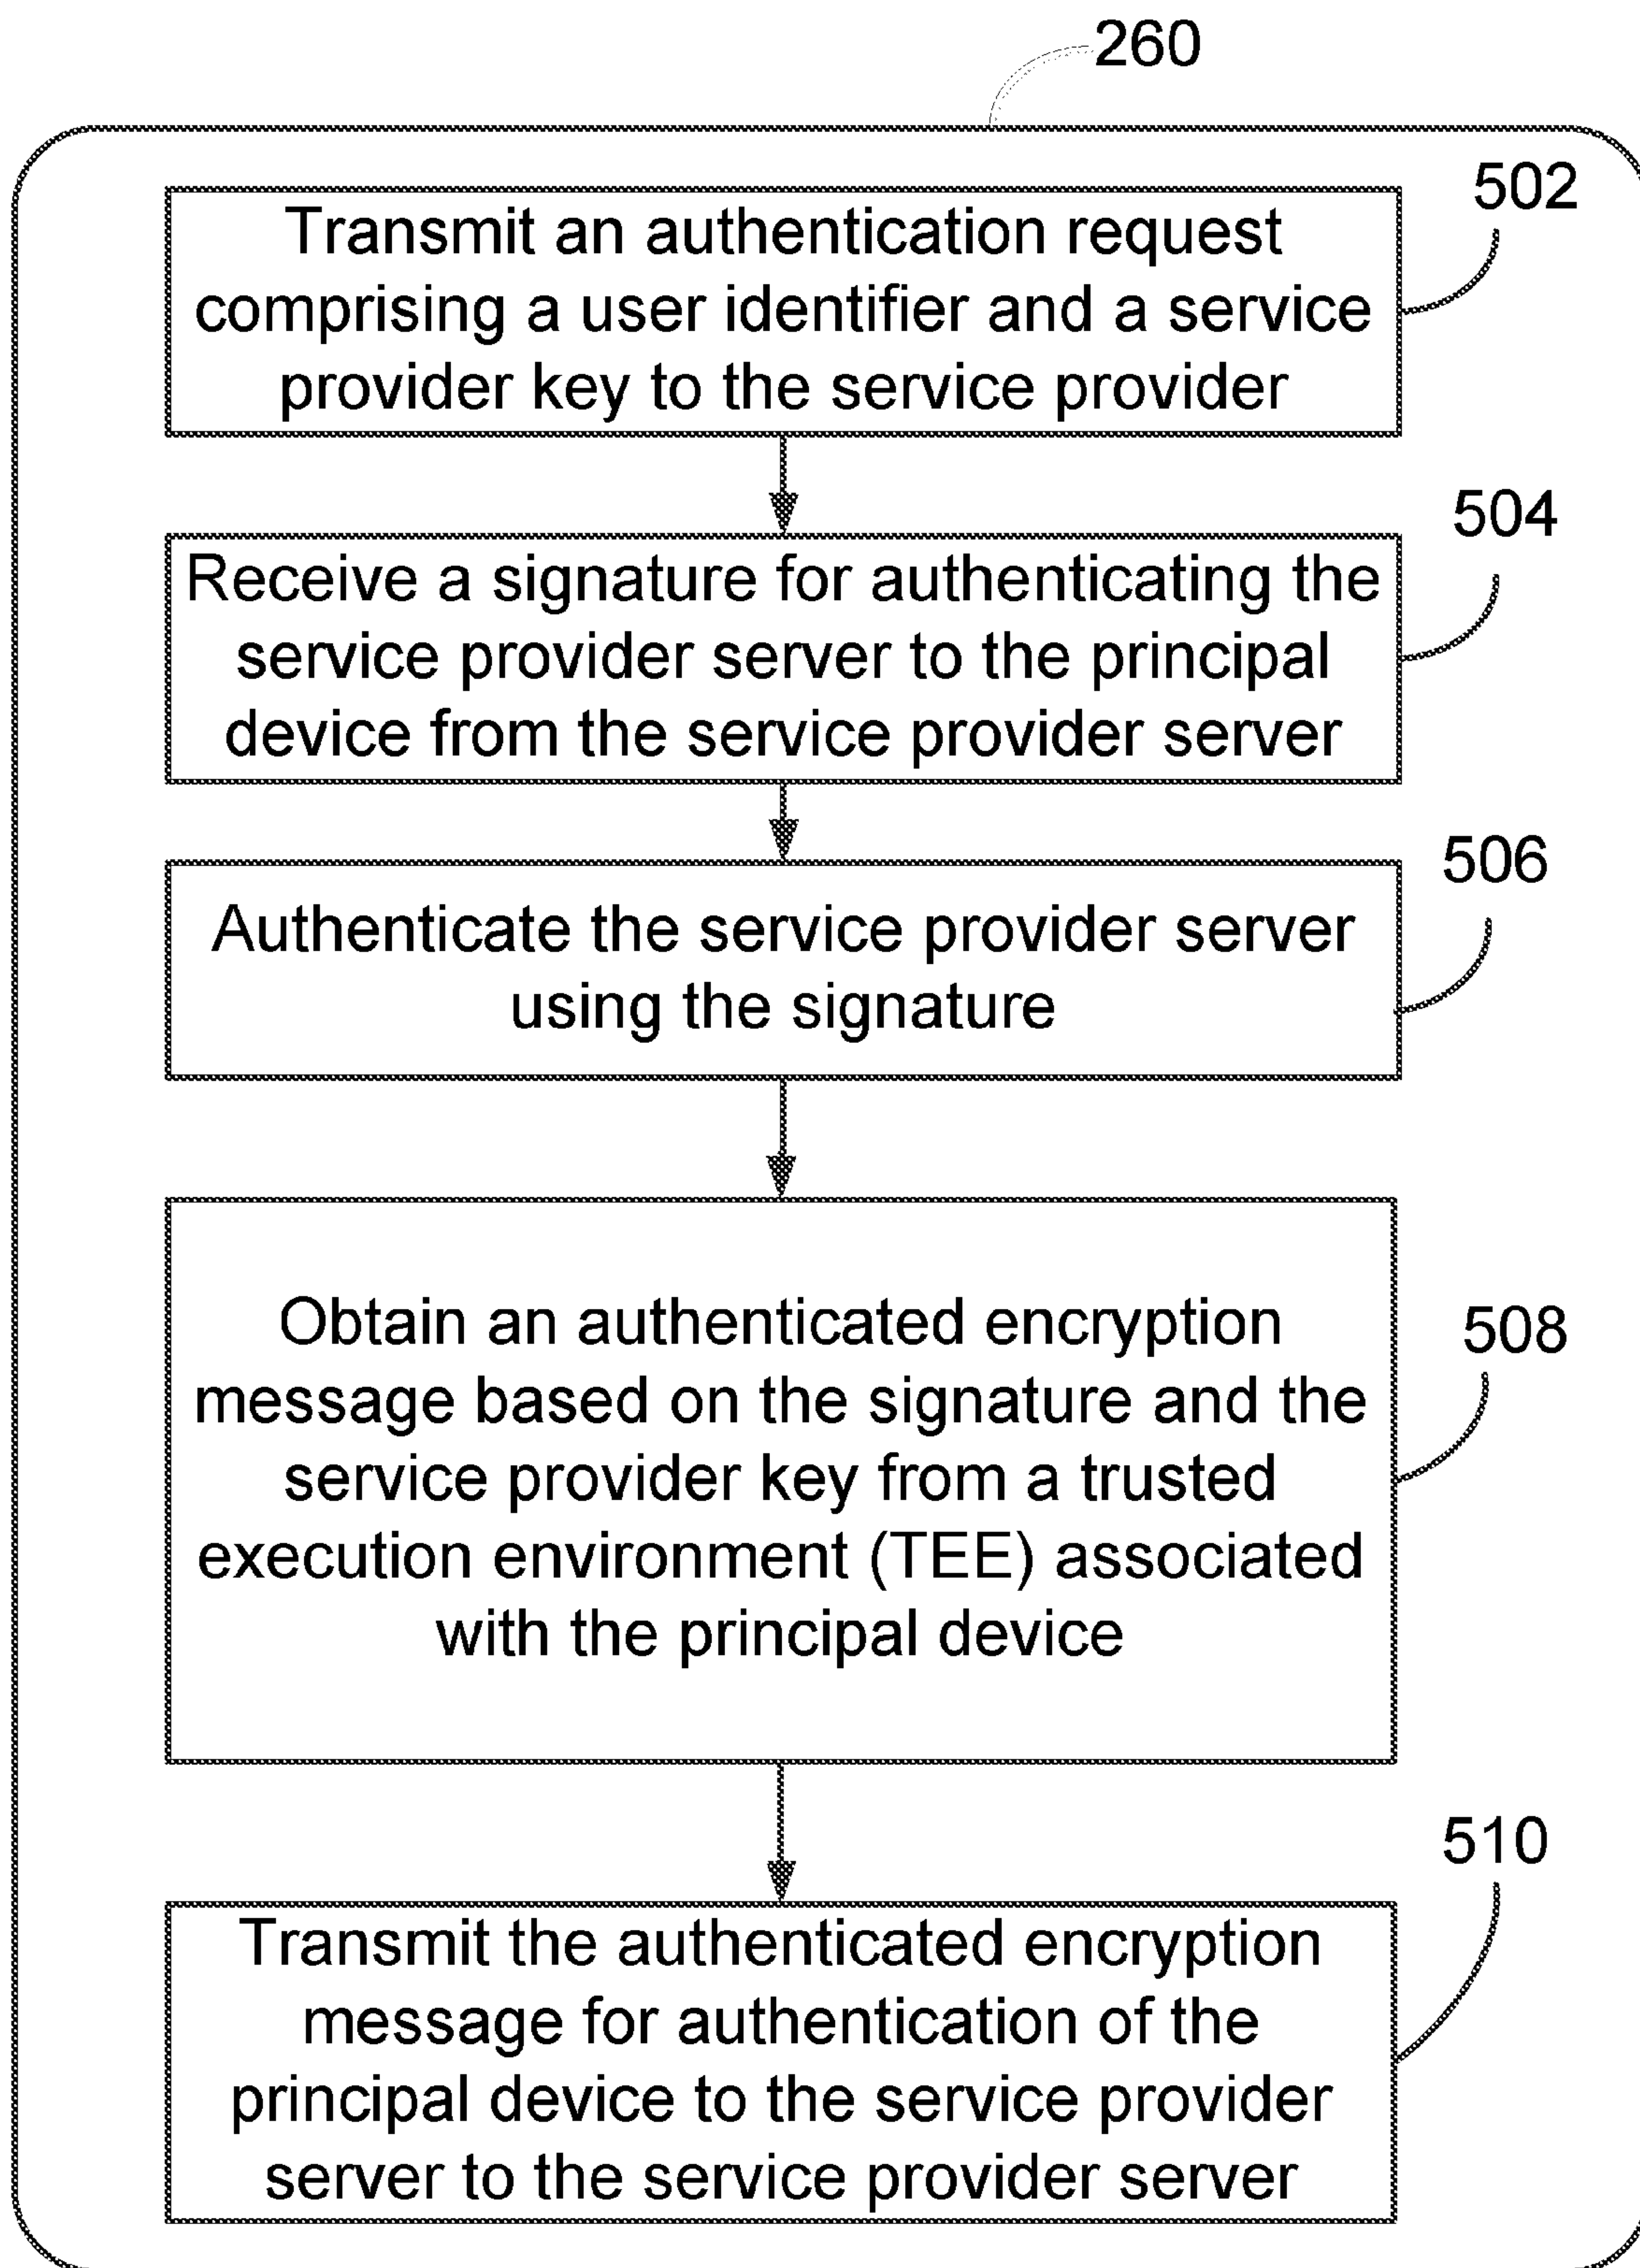 260
502
Transmit an authentication request
comprising a user identifier and a service
provider key to the service provider
504
Receive a signature for authenticating the
service provider server to the principal
device from the service provider server
506
Authenticate the service provider server
using the signature
508
Obtain an authenticated encryption
message based on the signature and the
service provider key from a trusted
execution environment (TEE) associated
with the principal device
510
Transmit the authenticated encryption
message for authentication of the
principal device to the service provider
server to the service provider server